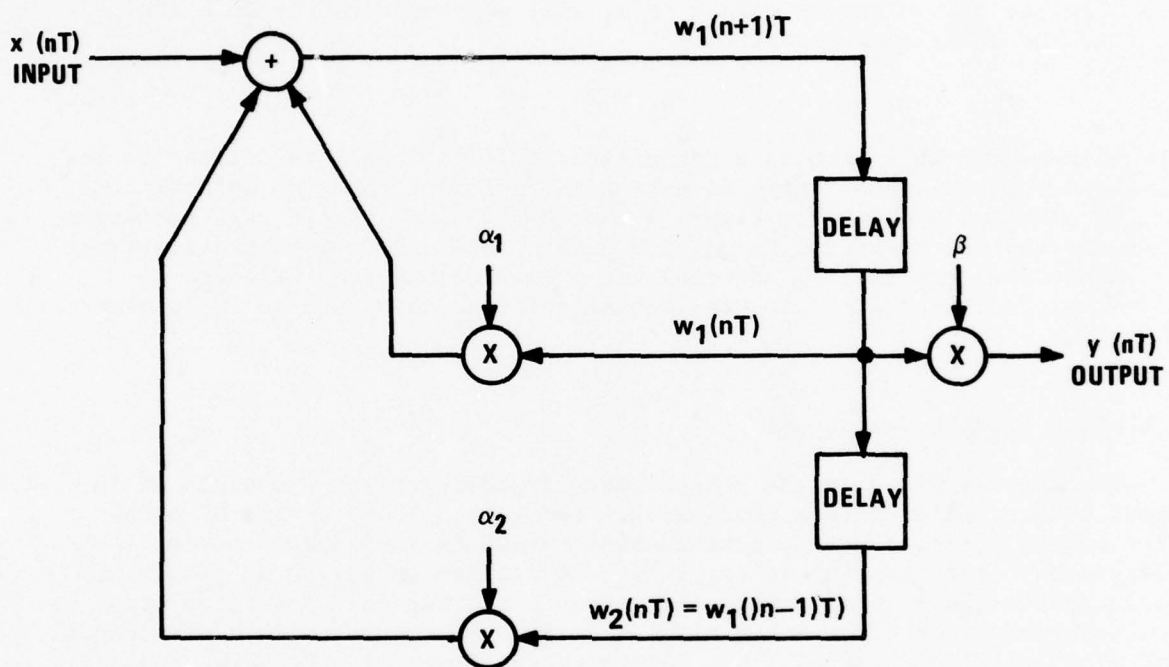 x (nT)
INPUT
+
w₁(n+1)T
DELAY
α₁
β
X
w₁(nT)
X
y (nT)
OUTPUT
DELAY
α₂
X
w₂(nT) = w₁()n−1)T)